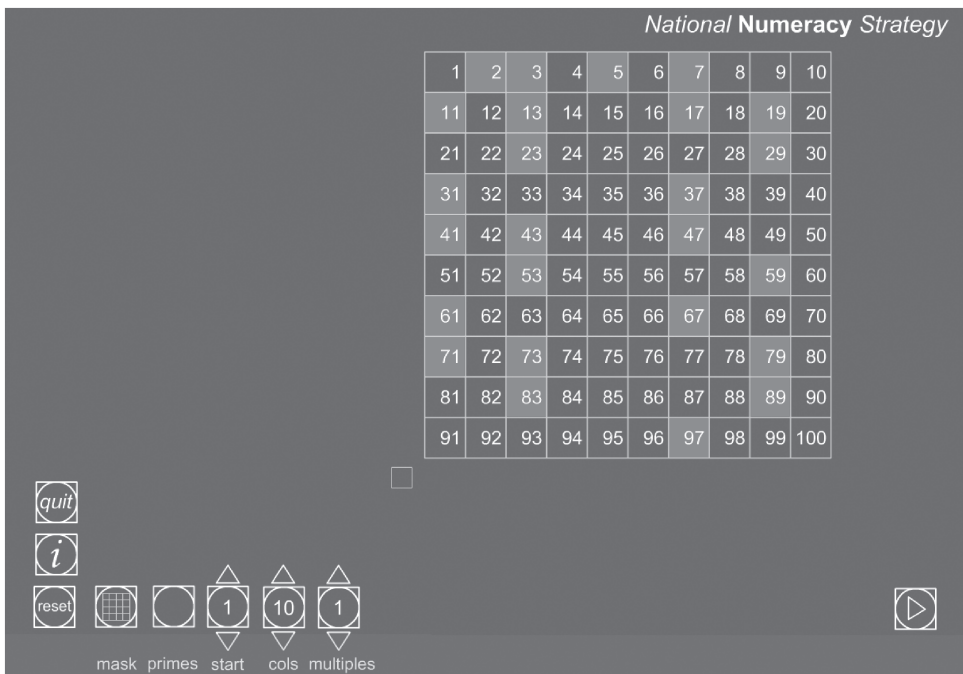 National Numeracy Strategy
1 2 3 4 5 6 7 8 9 10
11 12 13 14 15 16 17 18 19 20
21 22 23 24 25 26 27 28 29 30
31 32 33 34 35 36 37 38 39 40
41 42 43 44 45 46 47 48 49 50
51 52 53 54 55 56 57 58 59 60
61 62 63 64 65 66 67 68 69 70
71 72 73 74 75 76 77 78 79 80
81 82 83 84 85 86 87 88 89 90
91 92 93 94 95 96 97 98 99 100
quit
i
reset 1 10 1
mask primes start cols multiples